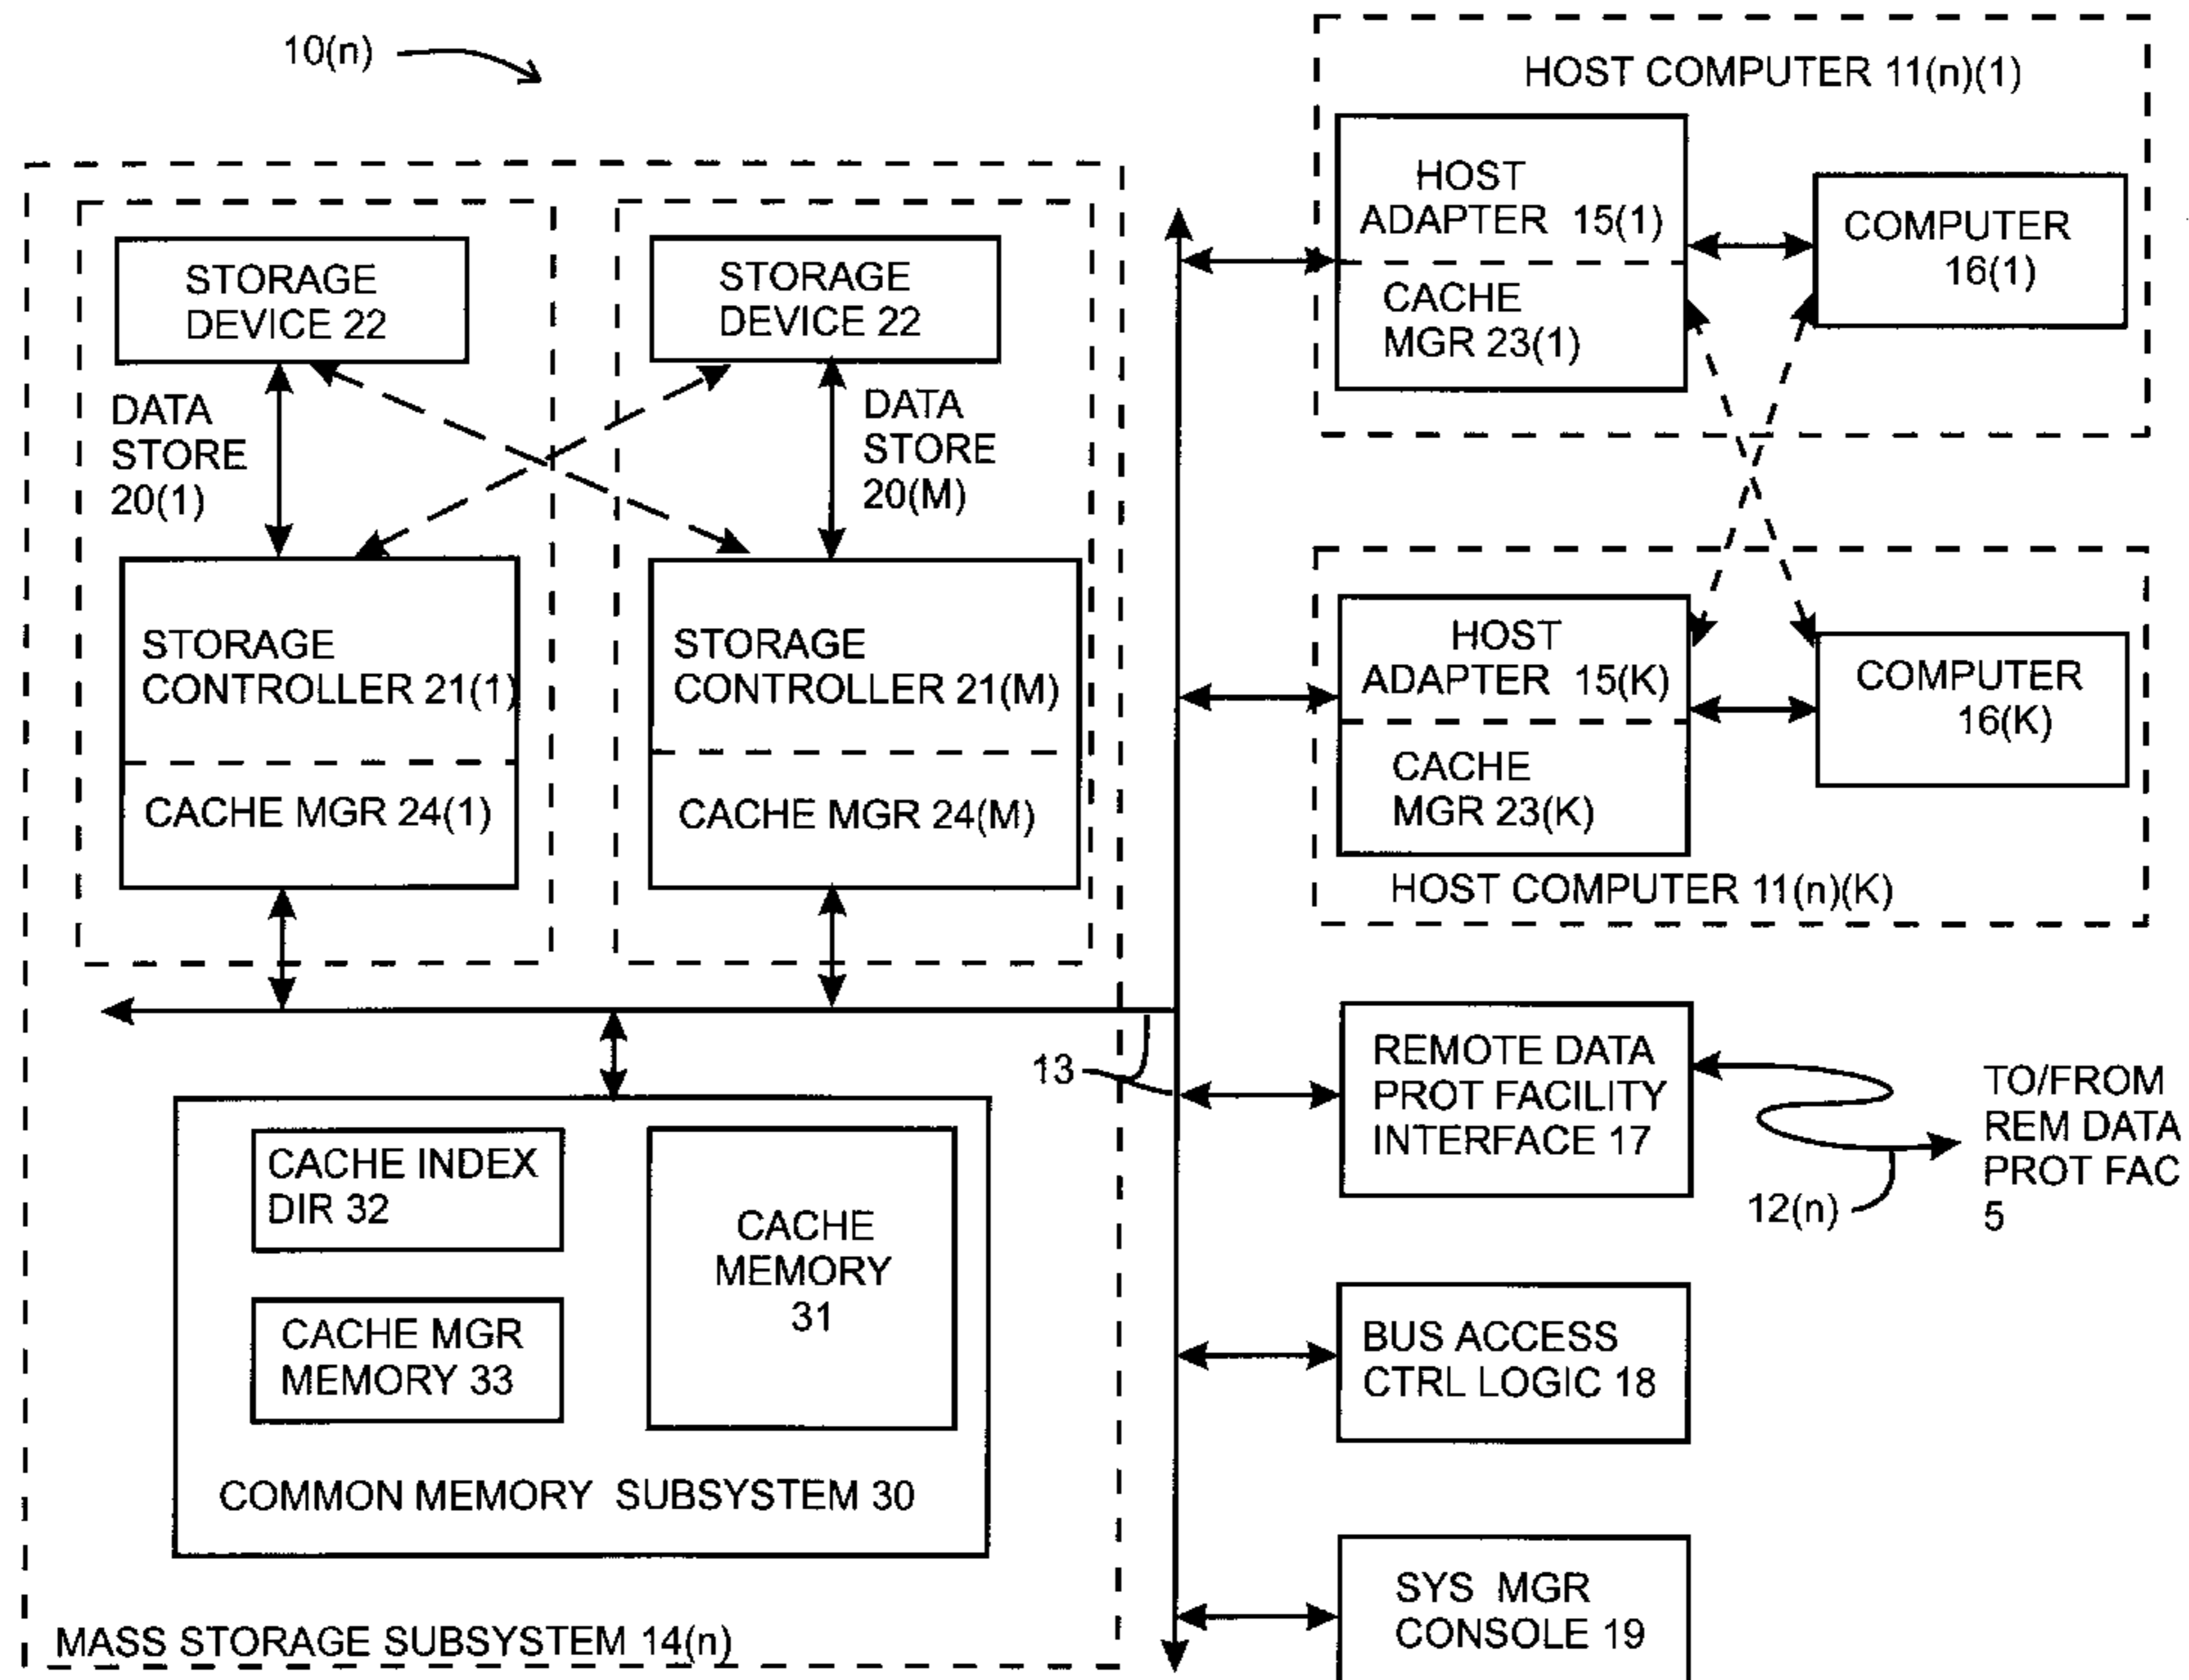 10(n)
HOST COMPUTER 11(n)(1)
HOST
ADAPTER 15(1)
CACHE
MGR 23(1)
COMPUTER
16(1)
STORAGE
DEVICE 22
STORAGE
DEVICE 22
DATA
STORE
20(1)
DATA
STORE
20(M)
STORAGE
CONTROLLER 21(1)
CACHE MGR 24(1)
STORAGE
CONTROLLER 21(M)
CACHE MGR 24(M)
HOST
ADAPTER 15(K)
CACHE
MGR 23(K)
COMPUTER
16(K)
HOST COMPUTER 11(n)(K)
13
REMOTE DATA
PROT FACILITY
INTERFACE 17
12(n)
TO/FROM
REM DATA
PROT FAC
5
CACHE INDEX
DIR 32
CACHE MGR
MEMORY 33
CACHE
MEMORY
31
COMMON MEMORY SUBSYSTEM 30
BUS ACCESS
CTRL LOGIC 18
SYS MGR
CONSOLE 19
MASS STORAGE SUBSYSTEM 14(n)